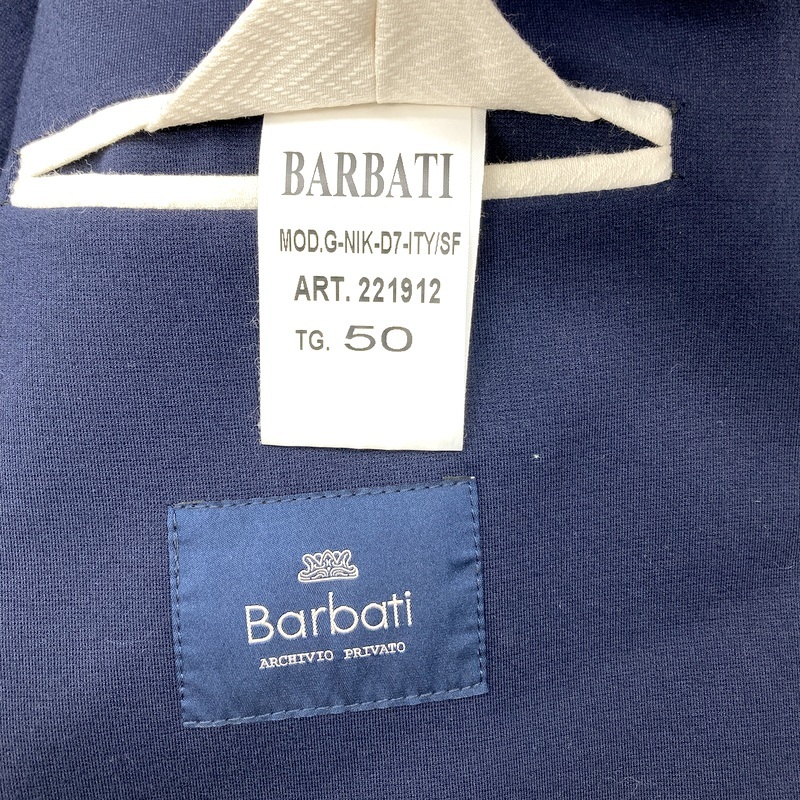 BARBATI
MOD.G-NIK-D7-ITY/SF
ART. 221912
TG. 50
Barbati
ARCHIVIO PRIVATO